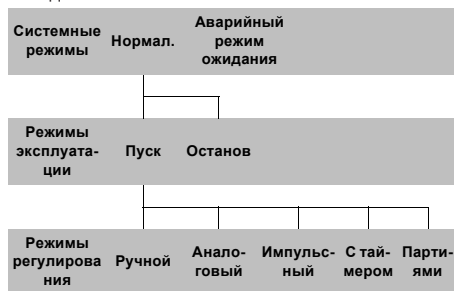 Системные режимы
Нормал.
Аварийный режим ожидания
Режимы эксплуата-ции
Пуск
Останов
Режимы регулирова ния
Ручной
Анало-говый
Импульс-ный
С тай-мером
Парти-ями